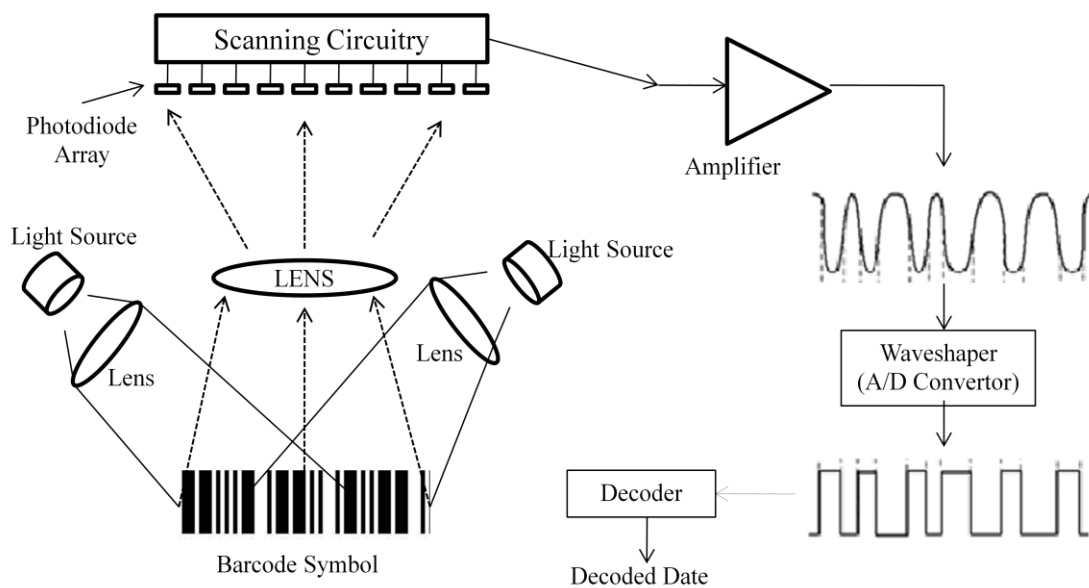 Scanning Circuitry
Photodiode
Array
Amplifier
Light Source
Light Source
LENS
Lens
Lens
Waveshaper
(A/D Convertor)
Decoder
Barcode Symbol
Decoded Date